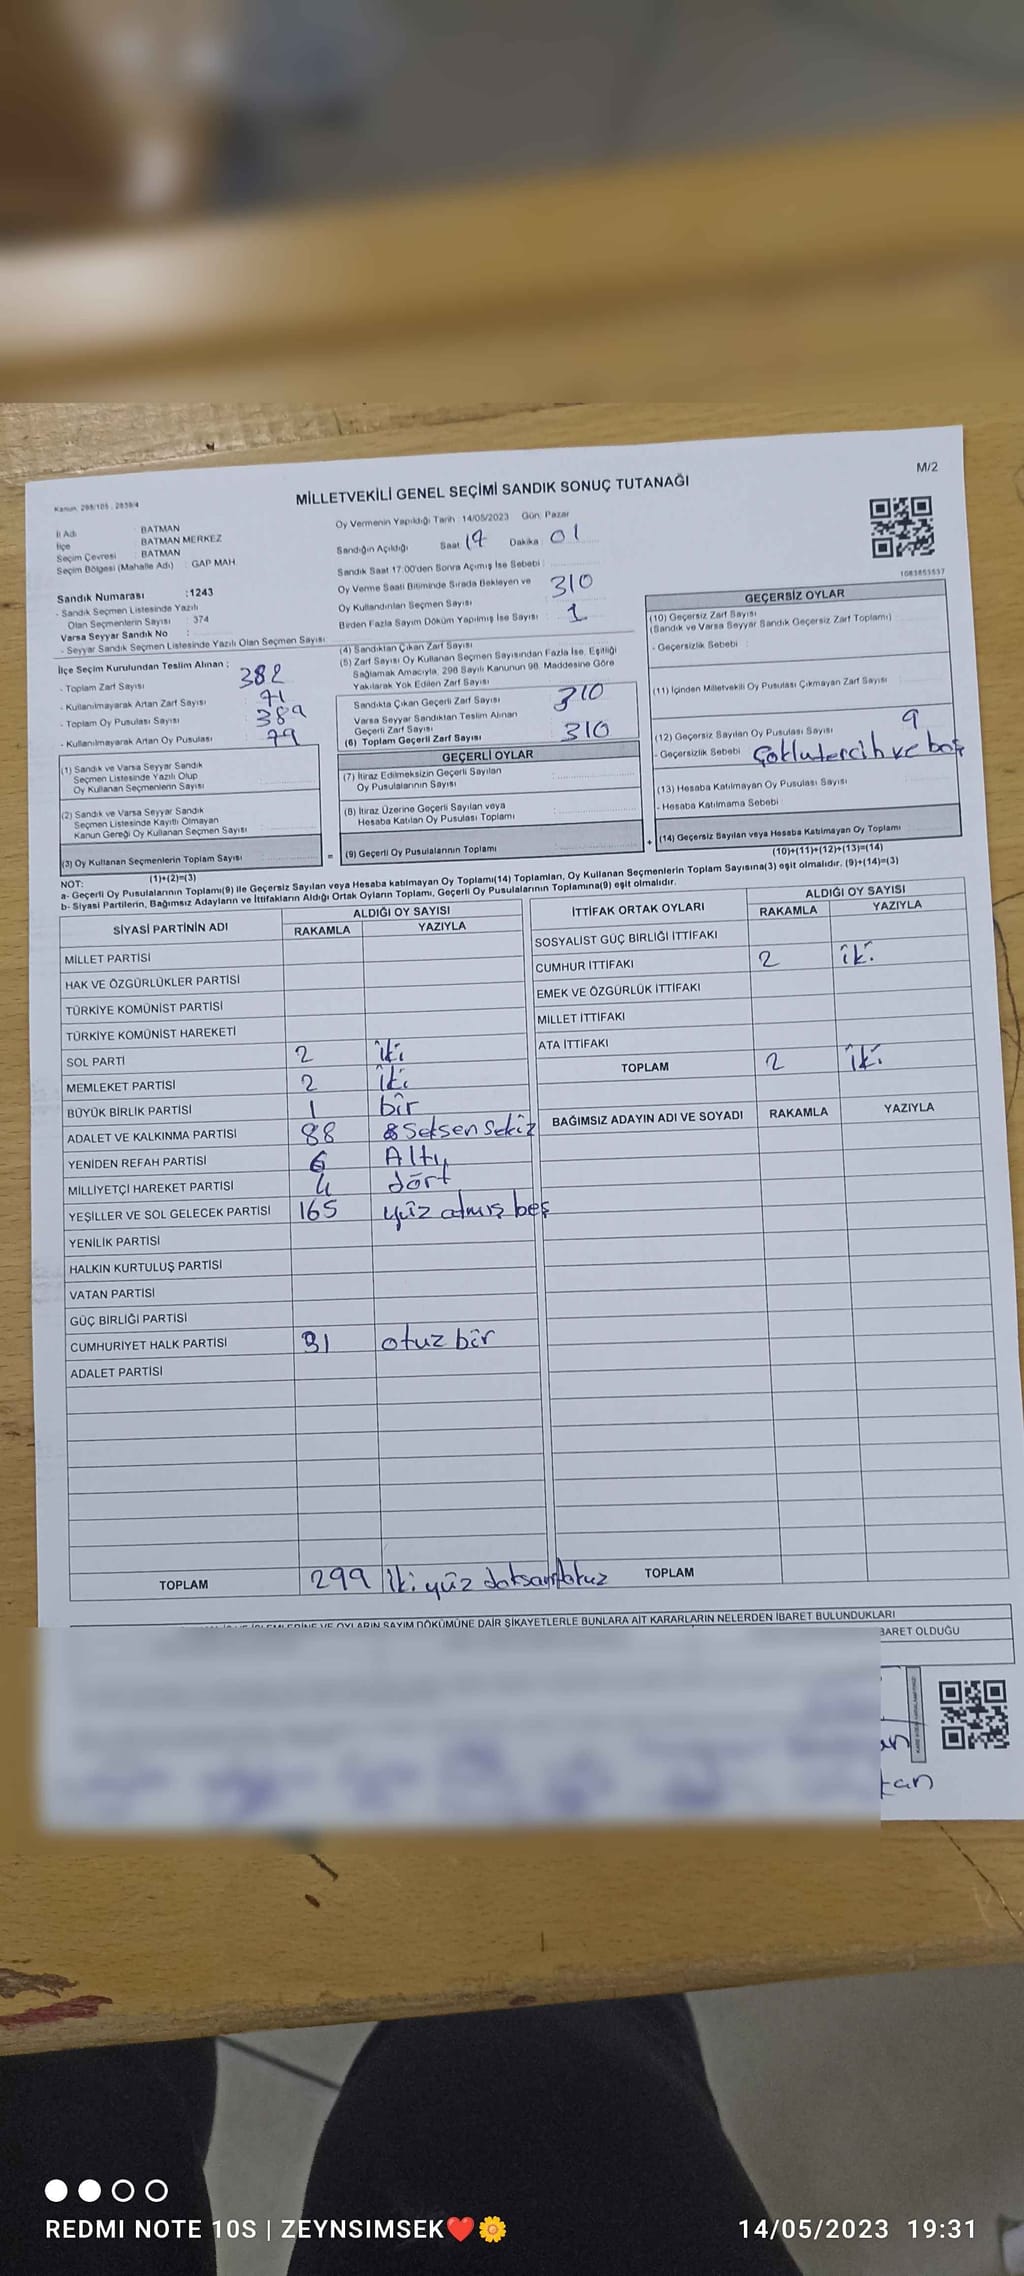 M/2
Kanun: 298/105 , 2839/4
MİLLETVEKİLİ GENEL SEÇİMİ SANDIK SONUÇ TUTANAĞI
İl Adı : BATMAN
İlçe : BATMAN MERKEZ
Seçim Çevresi : BATMAN
Seçim Bölgesi (Mahalle Adı) : GAP MAH
Sandık Numarası :1243
- Sandık Seçmen Listesinde Yazılı
Olan Seçmenlerin Sayısı : 374
Varsa Seyyar Sandık No :
- Seyyar Sandık Seçmen Listesinde Yazılı Olan Seçmen Sayısı :
Oy Vermenin Yapıldığı Tarih : 14/05/2023 Gün: Pazar
Sandığın Açıldığı Saat: 17 Dakika : 01
Sandık Saat 17:00'den Sonra Açımış İse Sebebi :
Oy Verme Saati Bitiminde Sırada Bekleyen ve
Oy Kullandırılan Seçmen Sayısı 310
Birden Fazla Sayım Döküm Yapılmış İse Sayısı : 1
İlçe Seçim Kurulundan Teslim Alınan :
- Toplam Zarf Sayısı 382
- Kullanılmayarak Artan Zarf Sayısı 71
- Toplam Oy Pusulası Sayısı 389
- Kullanılmayarak Artan Oy Pusulası 79
(4) Sandıktan Çıkan Zarf Sayısı
(5) Zarf Sayısı Oy Kullanan Seçmen Sayısından Fazla İse, Eşitliği
Sağlamak Amacıyla, 298 Sayılı Kanunun 98. Maddesine Göre
Yakılarak Yok Edilen Zarf Sayısı
Sandıkta Çıkan Geçerli Zarf Sayısı 310
Varsa Seyyar Sandıktan Teslim Alınan
Geçerli Zarf Sayısı
(6) Toplam Geçerli Zarf Sayısı 310
GEÇERSİZ OYLAR
(10) Geçersiz Zarf Sayısı
(Sandık ve Varsa Seyyar Sandık Geçersiz Zarf Toplamı) :
- Geçersizlik Sebebi :
(11) İçinden Milletvekili Oy Pusulası Çıkmayan Zarf Sayısı
(12) Geçersiz Sayılan Oy Pusulası Sayısı 9
- Geçersizlik Sebebi Çoklu tercih ve boş
(13) Hesaba Katılmayan Oy Pusulası Sayısı
- Hesaba Katılmama Sebebi
(14) Geçersiz Sayılan veya Hesaba Katılmayan Oy Toplamı
(10)+(11)+(12)+(13)=(14)
(1) Sandık ve Varsa Seyyar Sandık
Seçmen Listesinde Yazılı Olup
Oy Kullanan Seçmenlerin Sayısı
(2) Sandık ve Varsa Seyyar Sandık
Seçmen Listesinde Kayıtlı Olmayan
Kanun Gereği Oy Kullanan Seçmen Sayısı
(3) Oy Kullanan Seçmenlerin Toplam Sayısı =
(1)+(2)=(3)
GEÇERLİ OYLAR
(7) İtiraz Edilmeksizin Geçerli Sayılan
Oy Pusulalarının Sayısı
(8) İtiraz Üzerine Geçerli Sayılan veya
Hesaba Katılan Oy Pusulası Toplamı
(9) Geçerli Oy Pusulalarının Toplamı +
NOT:
a- Geçerli Oy Pusulalarının Toplamı(9) ile Geçersiz Sayılan veya Hesaba katılmayan Oy Toplamı(14) Toplamları, Oy Kullanan Seçmenlerin Toplam Sayısına(3) eşit olmalıdır. (9)+(14)=(3)
b- Siyasi Partilerin, Bağımsız Adayların ve İttifakların Aldığı Ortak Oyların Toplamı, Geçerli Oy Pusulalarının Toplamına(9) eşit olmalıdır.
SİYASİ PARTİNİN ADI ALDIĞI OY SAYISI
RAKAMLA YAZIYLA
MİLLET PARTİSİ
HAK VE ÖZGÜRLÜKLER PARTİSİ
TÜRKİYE KOMÜNİST PARTİSİ
TÜRKİYE KOMÜNİST HAREKETİ
SOL PARTİ 2 iki
MEMLEKET PARTİSİ 2 iki
BÜYÜK BİRLİK PARTİSİ 1 bir
ADALET VE KALKINMA PARTİSİ 88 Seksen Sekiz
YENİDEN REFAH PARTİSİ 6 Altı
MİLLİYETÇİ HAREKET PARTİSİ 4 dört
YEŞİLLER VE SOL GELECEK PARTİSİ 165 yüz atmış beş
YENİLİK PARTİSİ
HALKIN KURTULUŞ PARTİSİ
VATAN PARTİSİ
GÜÇ BİRLİĞİ PARTİSİ
CUMHURİYET HALK PARTİSİ 31 otuz bir
ADALET PARTİSİ
TOPLAM 299 iki yüz doksan dokuz
İTTİFAK ORTAK OYLARI ALDIĞI OY SAYISI
RAKAMLA YAZIYLA
SOSYALİST GÜÇ BİRLİĞİ İTTİFAKI
CUMHUR İTTİFAKI 2 iki
EMEK VE ÖZGÜRLÜK İTTİFAKI
MİLLET İTTİFAKI
ATA İTTİFAKI
TOPLAM 2 iki
BAĞIMSIZ ADAYIN ADI VE SOYADI RAKAMLA YAZIYLA
TOPLAM
VE OYLARIN SAYIM DÖKÜMÜNE DAİR ŞİKAYETLERLE BUNLARA AİT KARARLARIN NELERDEN İBARET BULUNDUKLARI
BARET OLDUĞU
REDMI NOTE 10S | ZEYNSIMSEK❤️🌼
14/05/2023 19:31